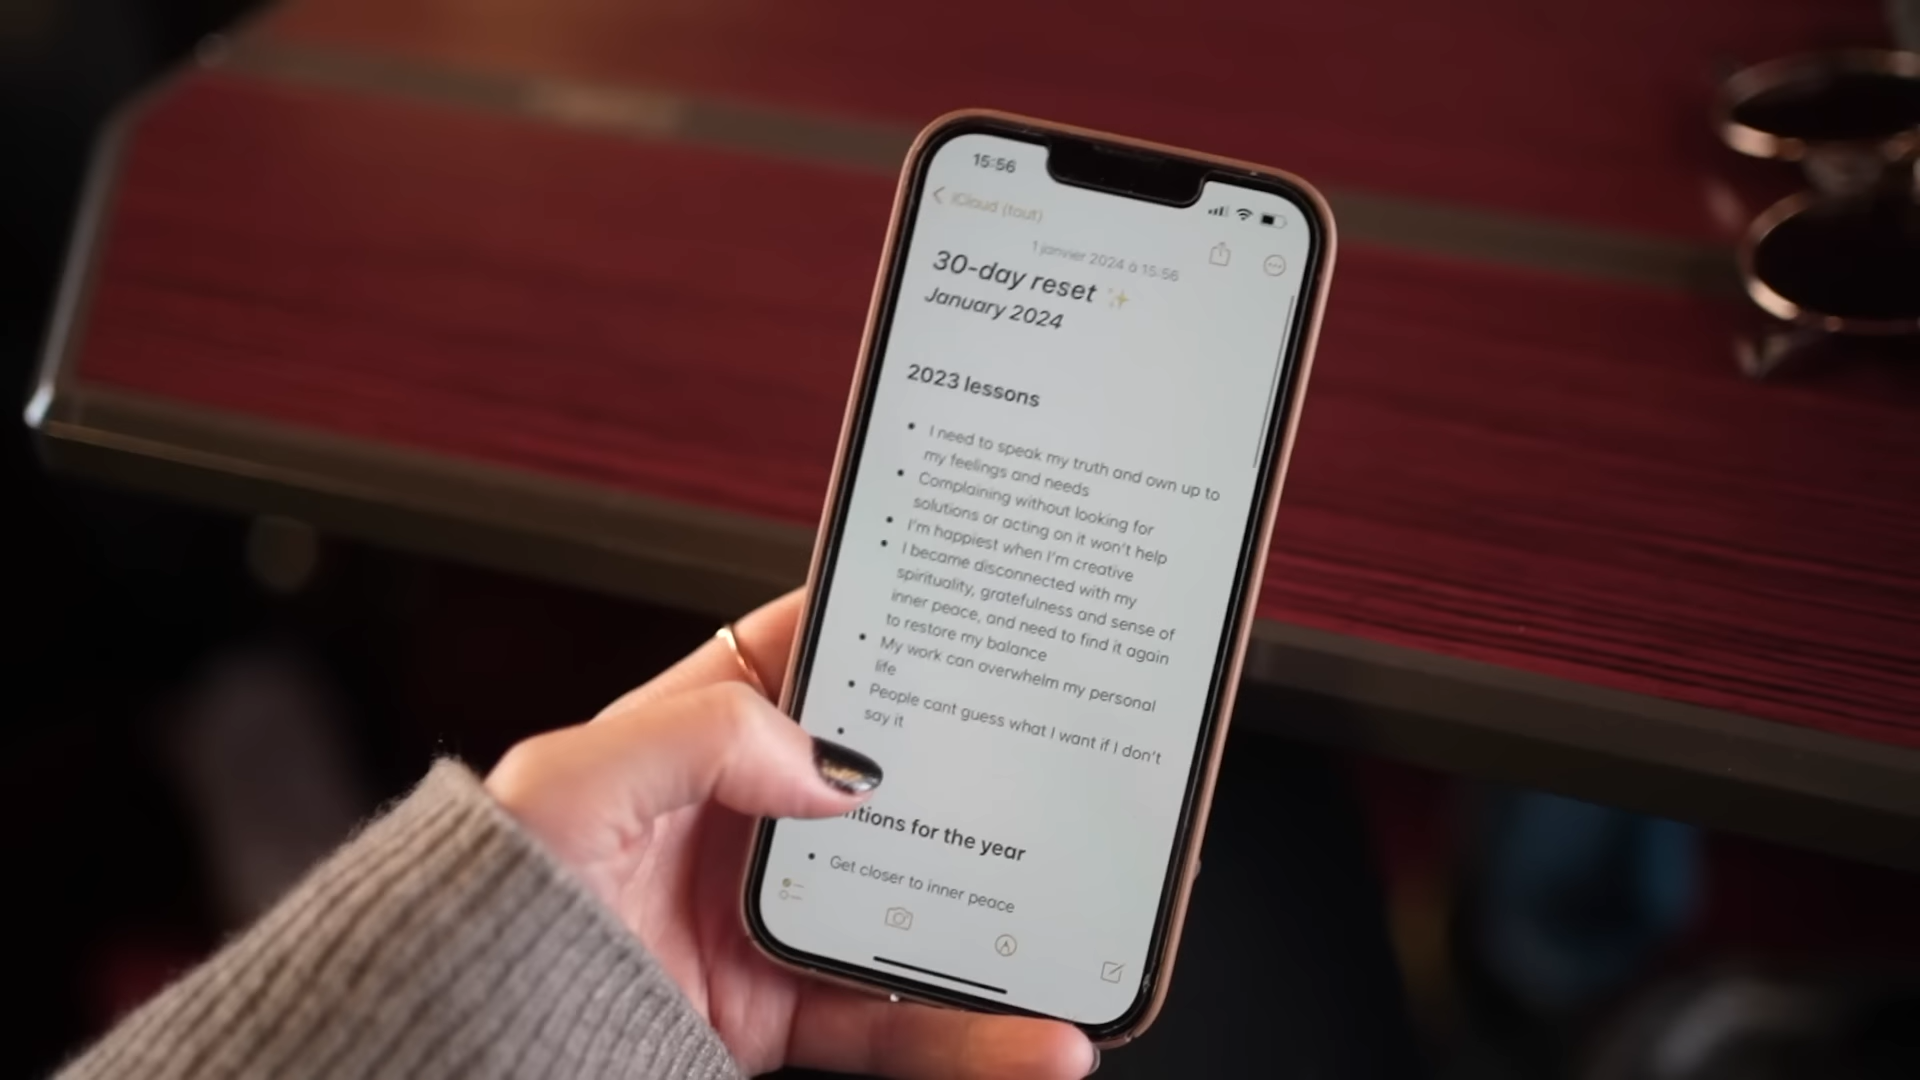 15:56
iCloud (tout)
1 janvier 2024 à 15:56
30-day reset ✨
January 2024
2023 lessons
• I need to speak my truth and own up to
my feelings and needs
• Complaining without looking for
solutions or acting on it won't help
• I'm happiest when I'm creative
• I became disconnected with my
spirituality, gratefulness and sense of
inner peace, and need to find it again
to restore my balance
• My work can overwhelm my personal
life
• People cant guess what I want if I don't
say it
•
ntions for the year
• Get closer to inner peace